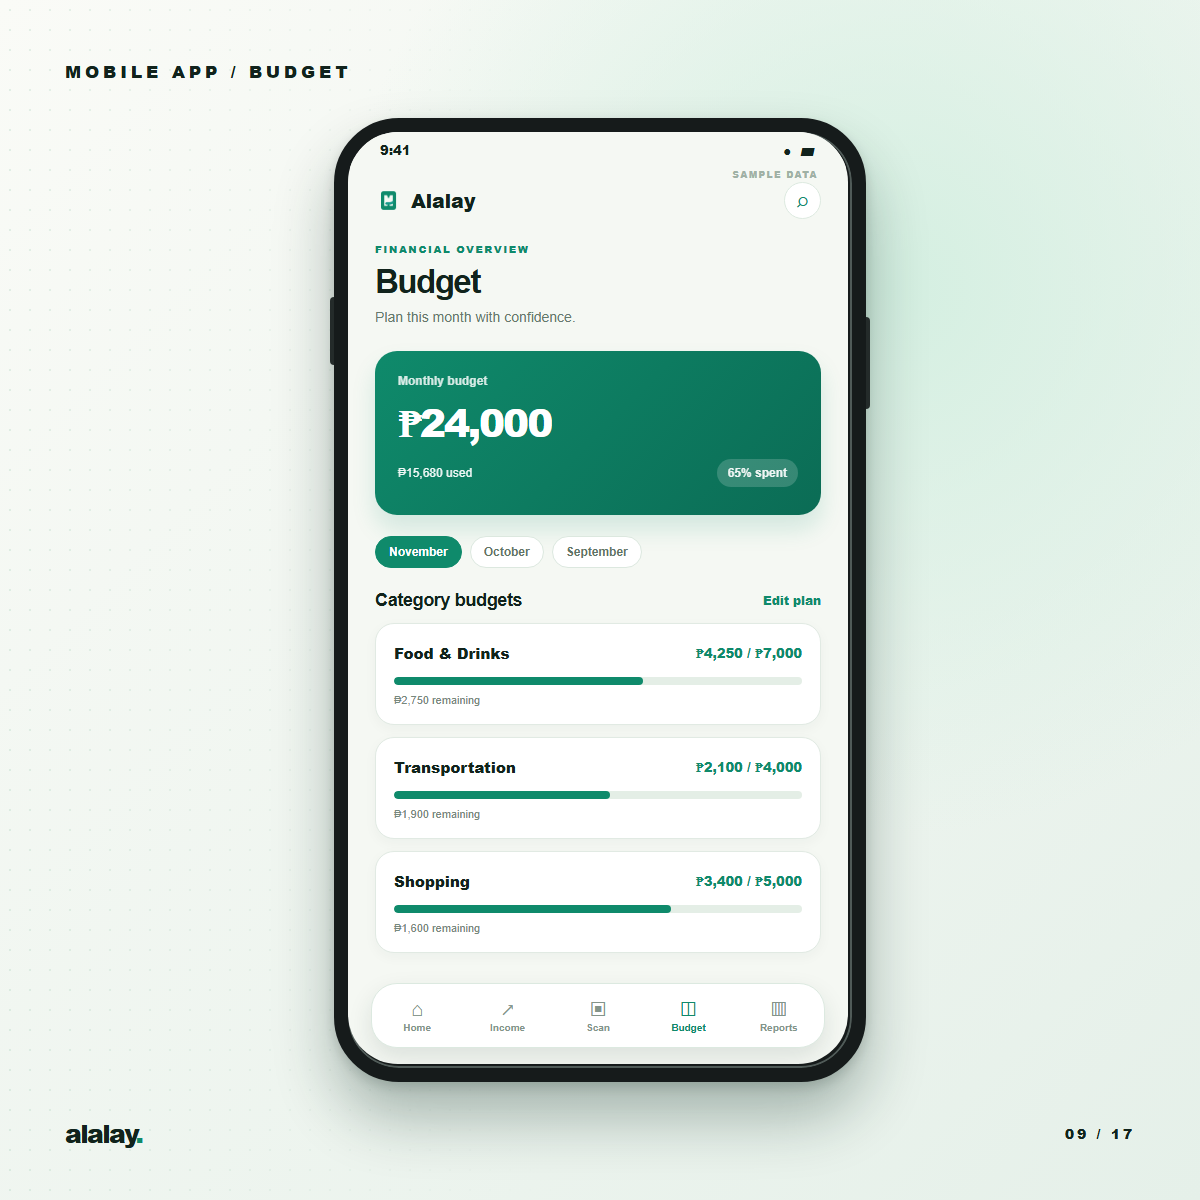 MOBILE APP / BUDGET
9:41
SAMPLE DATA
Alalay
FINANCIAL OVERVIEW
Budget
Plan this month with confidence.
Monthly budget
₱24,000
₱15,680 used
65% spent
November October September
Category budgets
Edit plan
Food & Drinks
₱4,250 / ₱7,000
₱2,750 remaining
Transportation
₱2,100 / ₱4,000
₱1,900 remaining
Shopping
₱3,400 / ₱5,000
₱1,600 remaining
Home Income Scan Budget Reports
alalay.
09 / 17